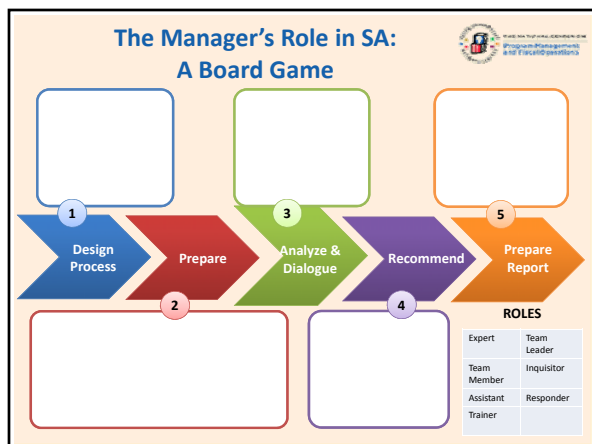 The Manager's Role in SA:
A Board Game
Program Management
and Fiscal Operations
1
3
5
Design
Process
Prepare
Analyze &
Dialogue
Recommend
Prepare
Report
2
4
ROLES
Expert
Team
Leader
Team
Member
Inquisitor
Assistant
Responder
Trainer